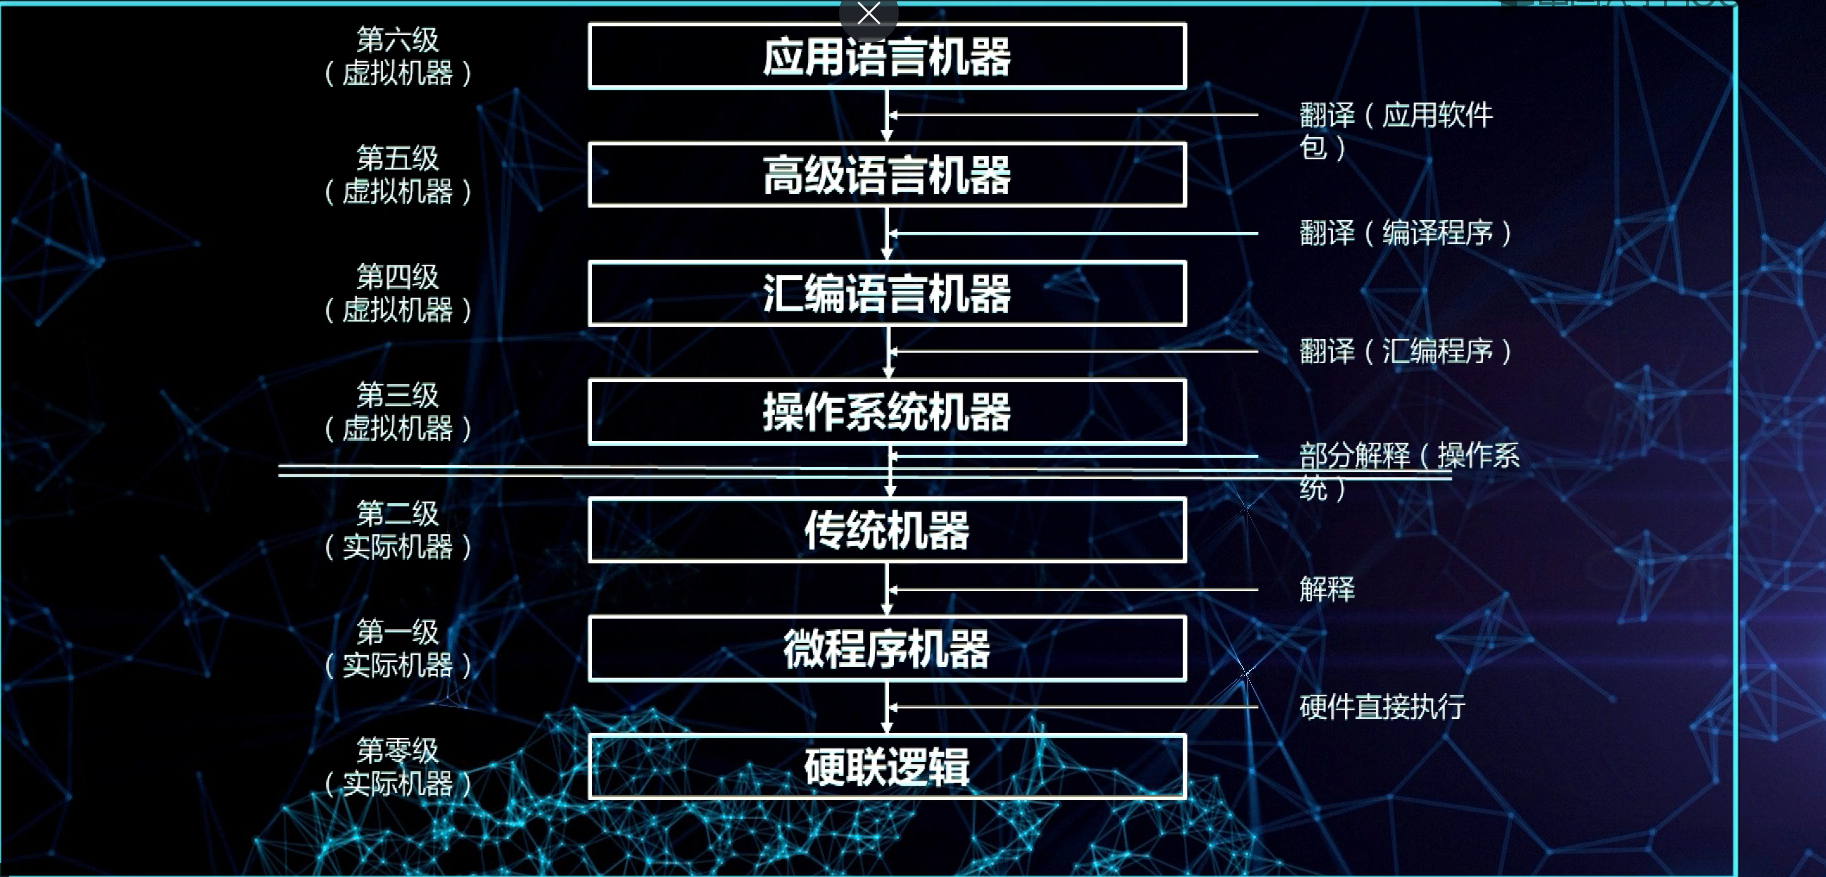 第六级
（虚拟机器）
应用语言机器
翻译（应用软件
包）
第五级
（虚拟机器）
高级语言机器
翻译（编译程序）
第四级
（虚拟机器）
汇编语言机器
翻译（汇编程序）
第三级
（虚拟机器）
操作系统机器
部分解释（操作系
统）
第二级
（实际机器）
传统机器
解释
第一级
（实际机器）
微程序机器
硬件直接执行
第零级
（实际机器）
硬联逻辑